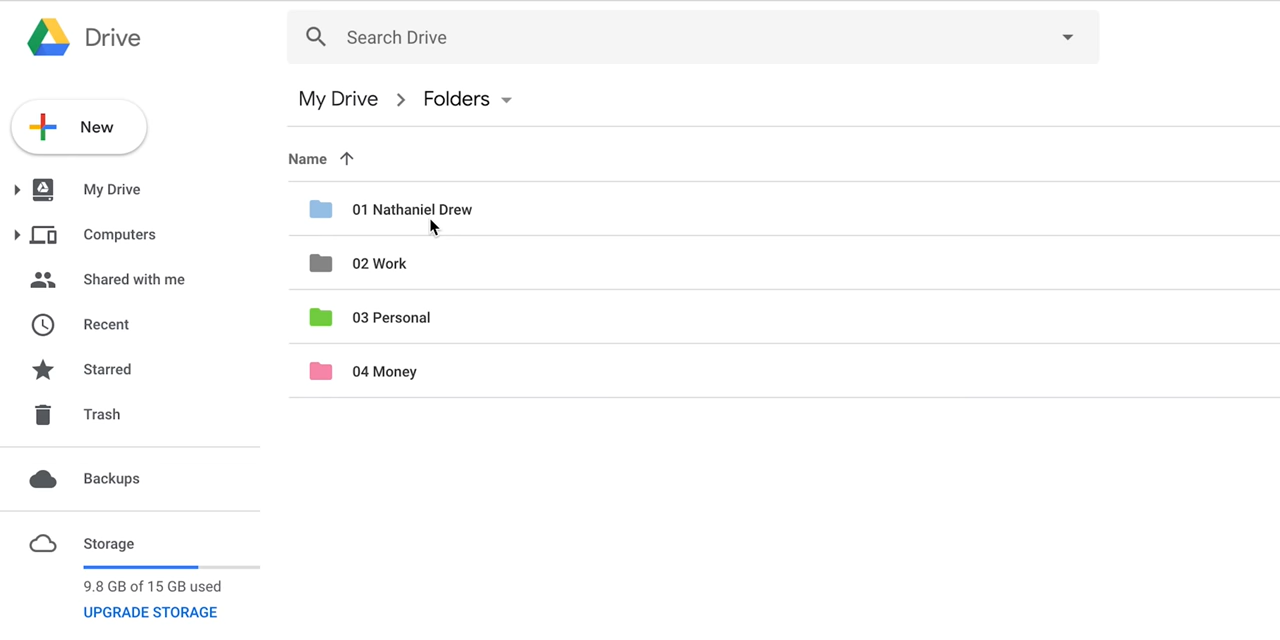 Drive
Search Drive
My Drive > Folders
New
Name
My Drive
01 Nathaniel Drew
Computers
02 Work
Shared with me
03 Personal
Recent
04 Money
Starred
Trash
Backups
Storage
9.8 GB of 15 GB used
UPGRADE STORAGE